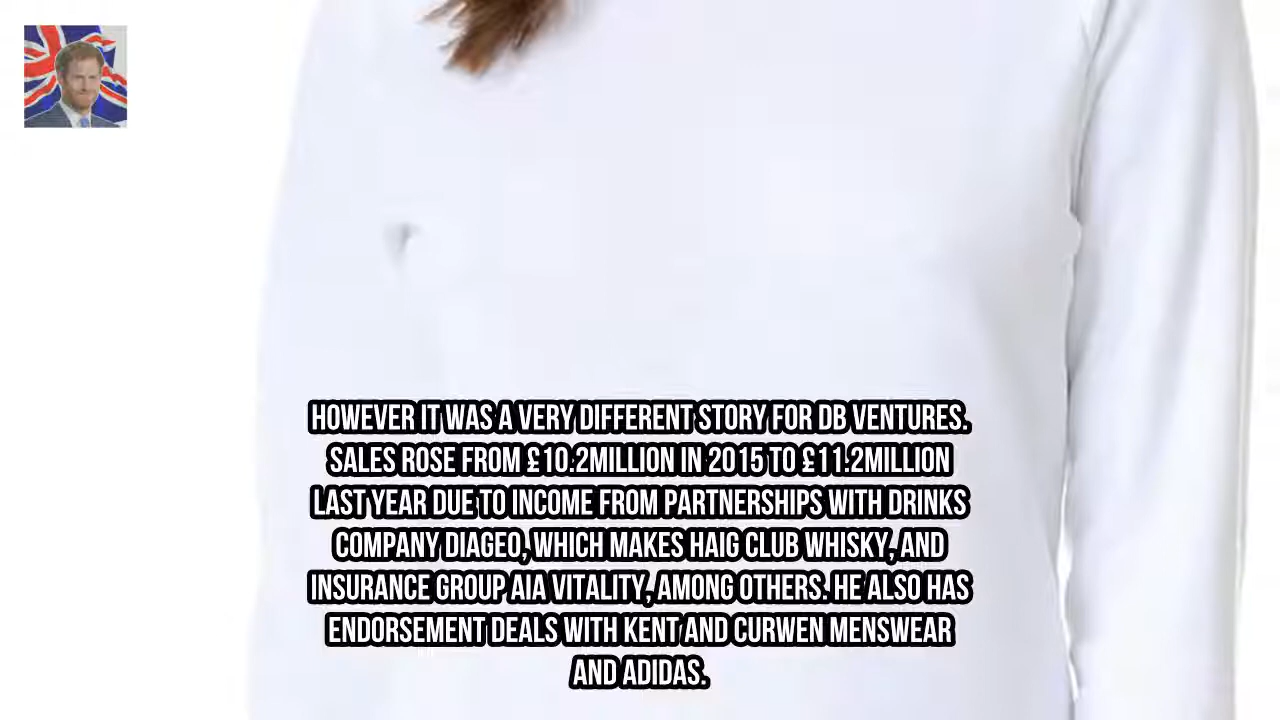 HOWEVER IT WAS A VERY DIFFERENT STORY FOR DB VENTURES.
SALES ROSE FROM £10.2MILLION IN 2015 TO £11.2MILLION
LAST YEAR DUE TO INCOME FROM PARTNERSHIPS WITH DRINKS
COMPANY DIAGEO, WHICH MAKES HAIG CLUB WHISKY, AND
INSURANCE GROUP AIA VITALITY, AMONG OTHERS. HE ALSO HAS
ENDORSEMENT DEALS WITH KENT AND CURWEN MENSWEAR
AND ADIDAS.